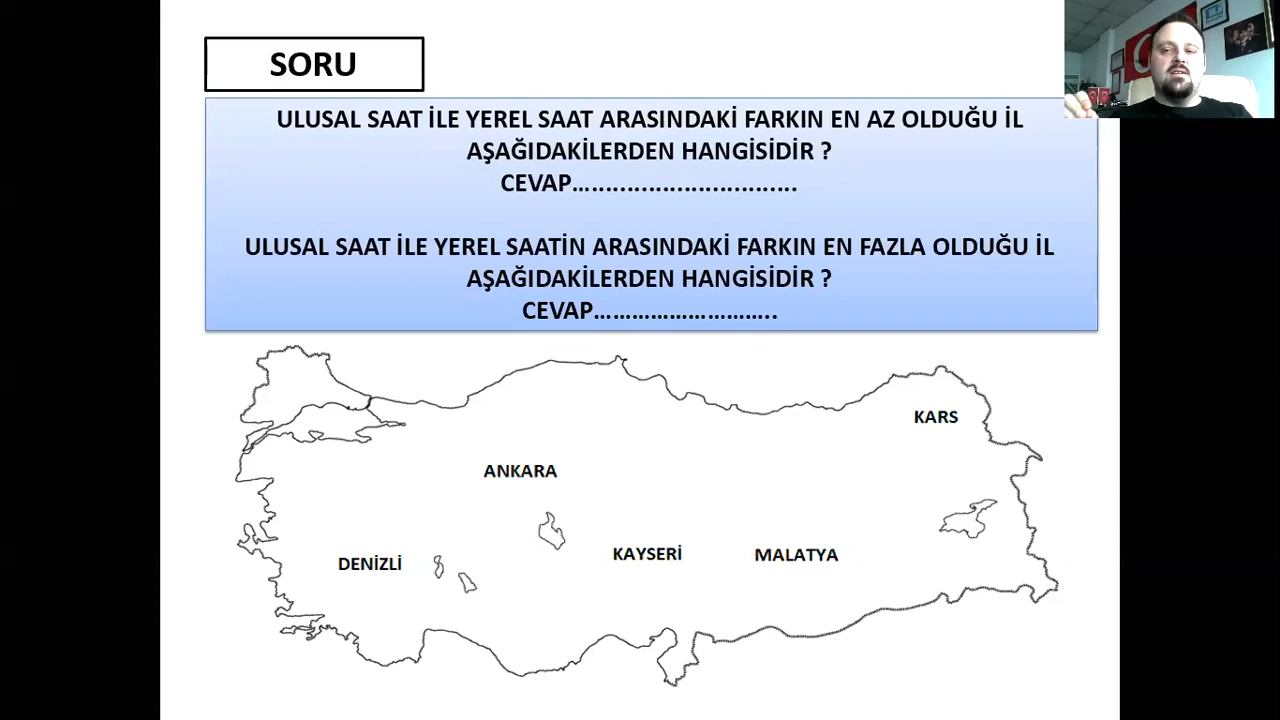 SORU
ULUSAL SAAT İLE YEREL SAAT ARASINDAKİ FARKIN EN AZ OLDUĞU İL
AŞAĞIDAKİLERDEN HANGİSİDİR ?
CEVAP…............................
ULUSAL SAAT İLE YEREL SAATİN ARASINDAKİ FARKIN EN FAZLA OLDUĞU İL
AŞAĞIDAKİLERDEN HANGİSİDİR ?
CEVAP………………………..
KARS
ANKARA
KAYSERİ
MALATYA
DENİZLİ